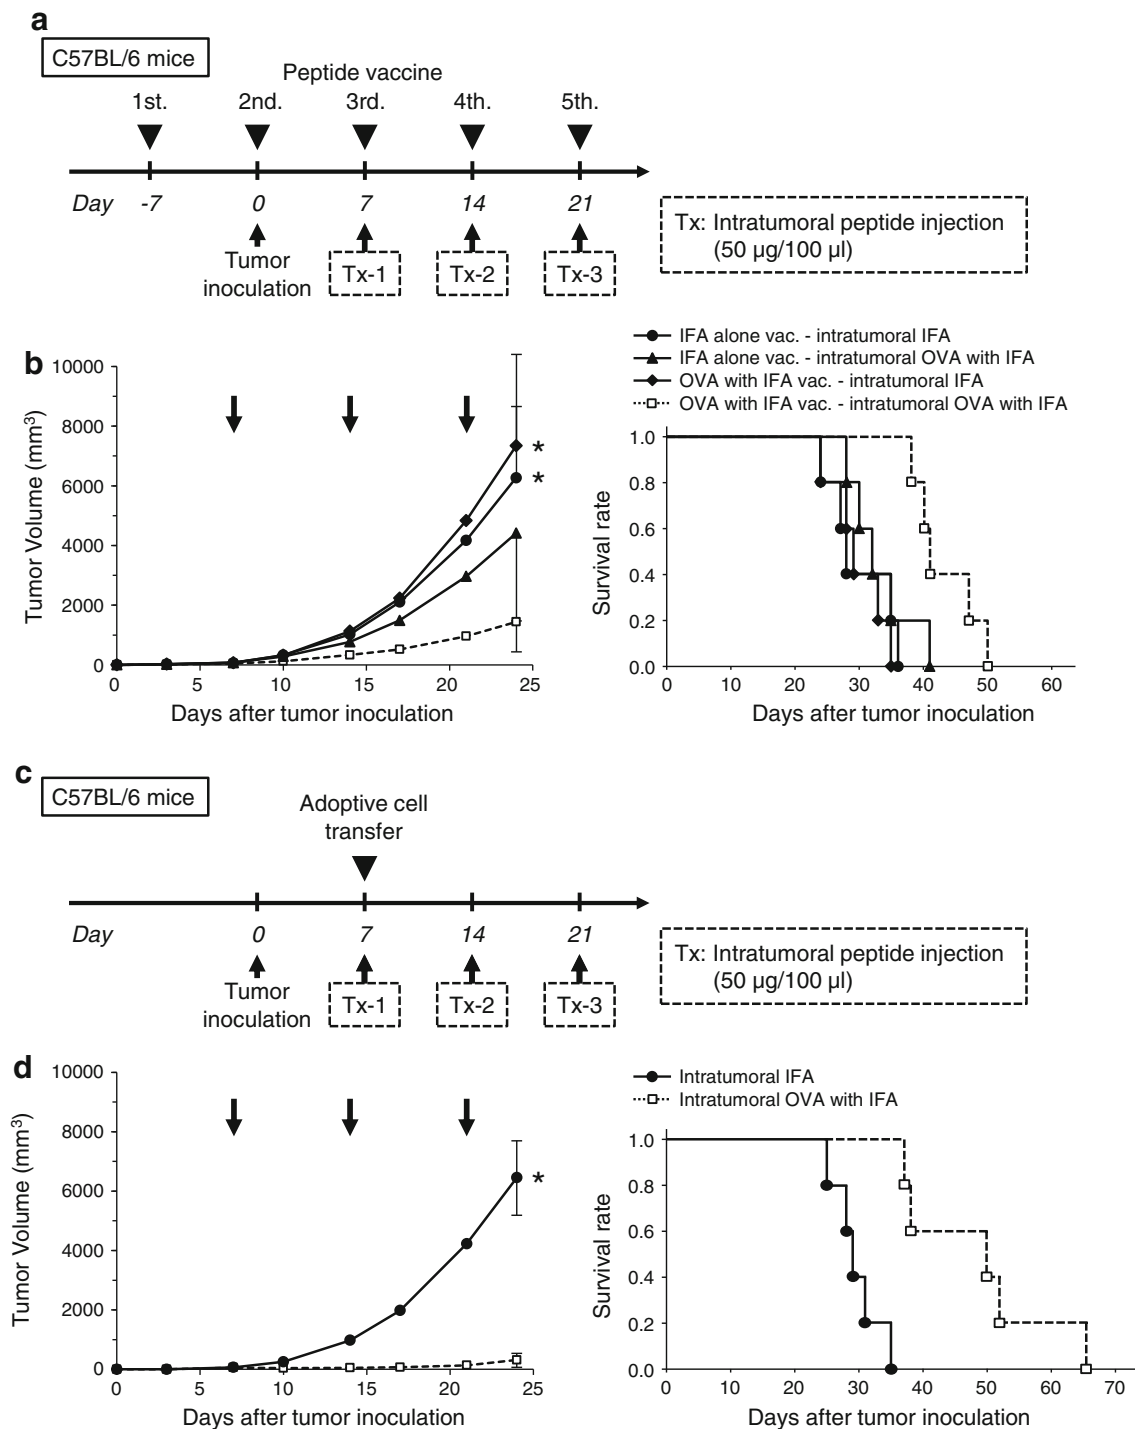 a
C57BL/6 mice
Peptide vaccine
1st. 2nd. 3rd. 4th. 5th.
Day -7 0 7 14 21
Tumor
inoculation
Tx-1 Tx-2 Tx-3
Tx: Intratumoral peptide injection
(50 µg/100 µl)
b
IFA alone vac. - intratumoral IFA
IFA alone vac. - intratumoral OVA with IFA
OVA with IFA vac. - intratumoral IFA
OVA with IFA vac. - intratumoral OVA with IFA
Tumor Volume (mm³)
10000
8000
6000
4000
2000
0
*
*
0 5 10 15 20 25
Days after tumor inoculation
Survival rate
1.0
0.8
0.6
0.4
0.2
0.0
0 10 20 30 40 50 60
Days after tumor inoculation
c
C57BL/6 mice
Adoptive cell
transfer
Day 0 7 14 21
Tumor
inoculation
Tx-1 Tx-2 Tx-3
Tx: Intratumoral peptide injection
(50 µg/100 µl)
d
Intratumoral IFA
Intratumoral OVA with IFA
Tumor Volume (mm³)
10000
8000
6000
4000
2000
0
*
0 5 10 15 20 25
Days after tumor inoculation
Survival rate
1.0
0.8
0.6
0.4
0.2
0.0
0 10 20 30 40 50 60 70
Days after tumor inoculation